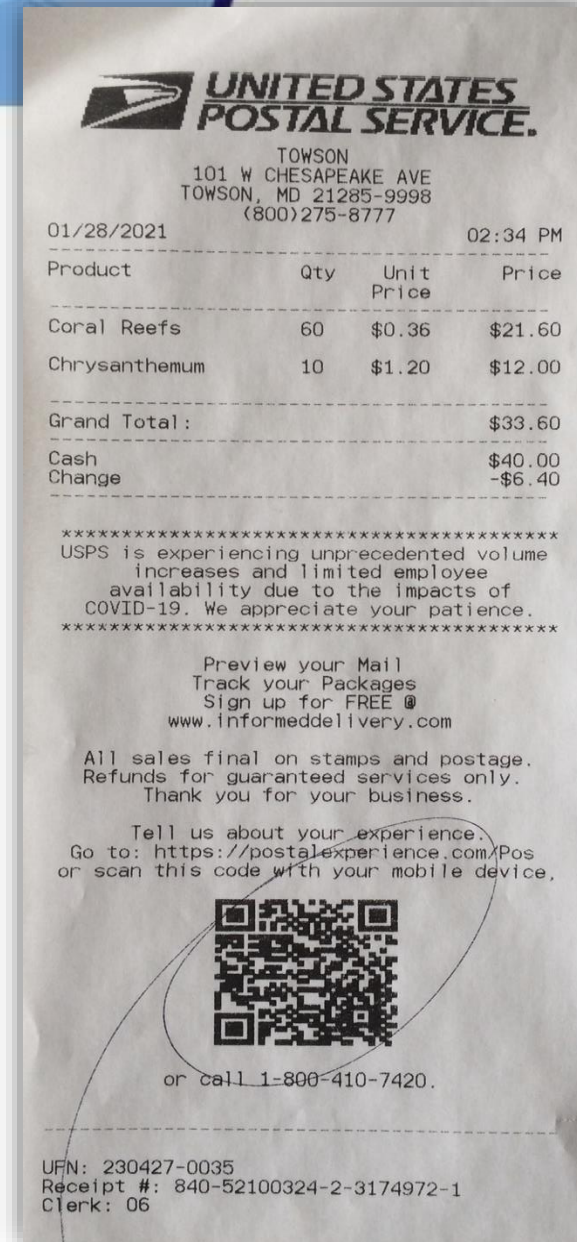 UNITED STATES
POSTAL SERVICE.
TOWSON
101 W CHESAPEAKE AVE
TOWSON, MD 21285-9998
(800)275-8777
01/28/2021 02:34 PM
Product Qty Unit Price
Price
Coral Reefs 60 $0.36 $21.60
Chrysanthemum 10 $1.20 $12.00
Grand Total: $33.60
Cash $40.00
Change -$6.40
******************************************
USPS is experiencing unprecedented volume
increases and limited employee
availability due to the impacts of
COVID-19. We appreciate your patience.
******************************************
Preview your Mail
Track your Packages
Sign up for FREE @
www.informeddelivery.com
All sales final on stamps and postage.
Refunds for guaranteed services only.
Thank you for your business.
Tell us about your experience.
Go to: https://postalexperience.com/Pos
or scan this code with your mobile device,
or call 1-800-410-7420.
UFN: 230427-0035
Receipt #: 840-52100324-2-3174972-1
Clerk: 06